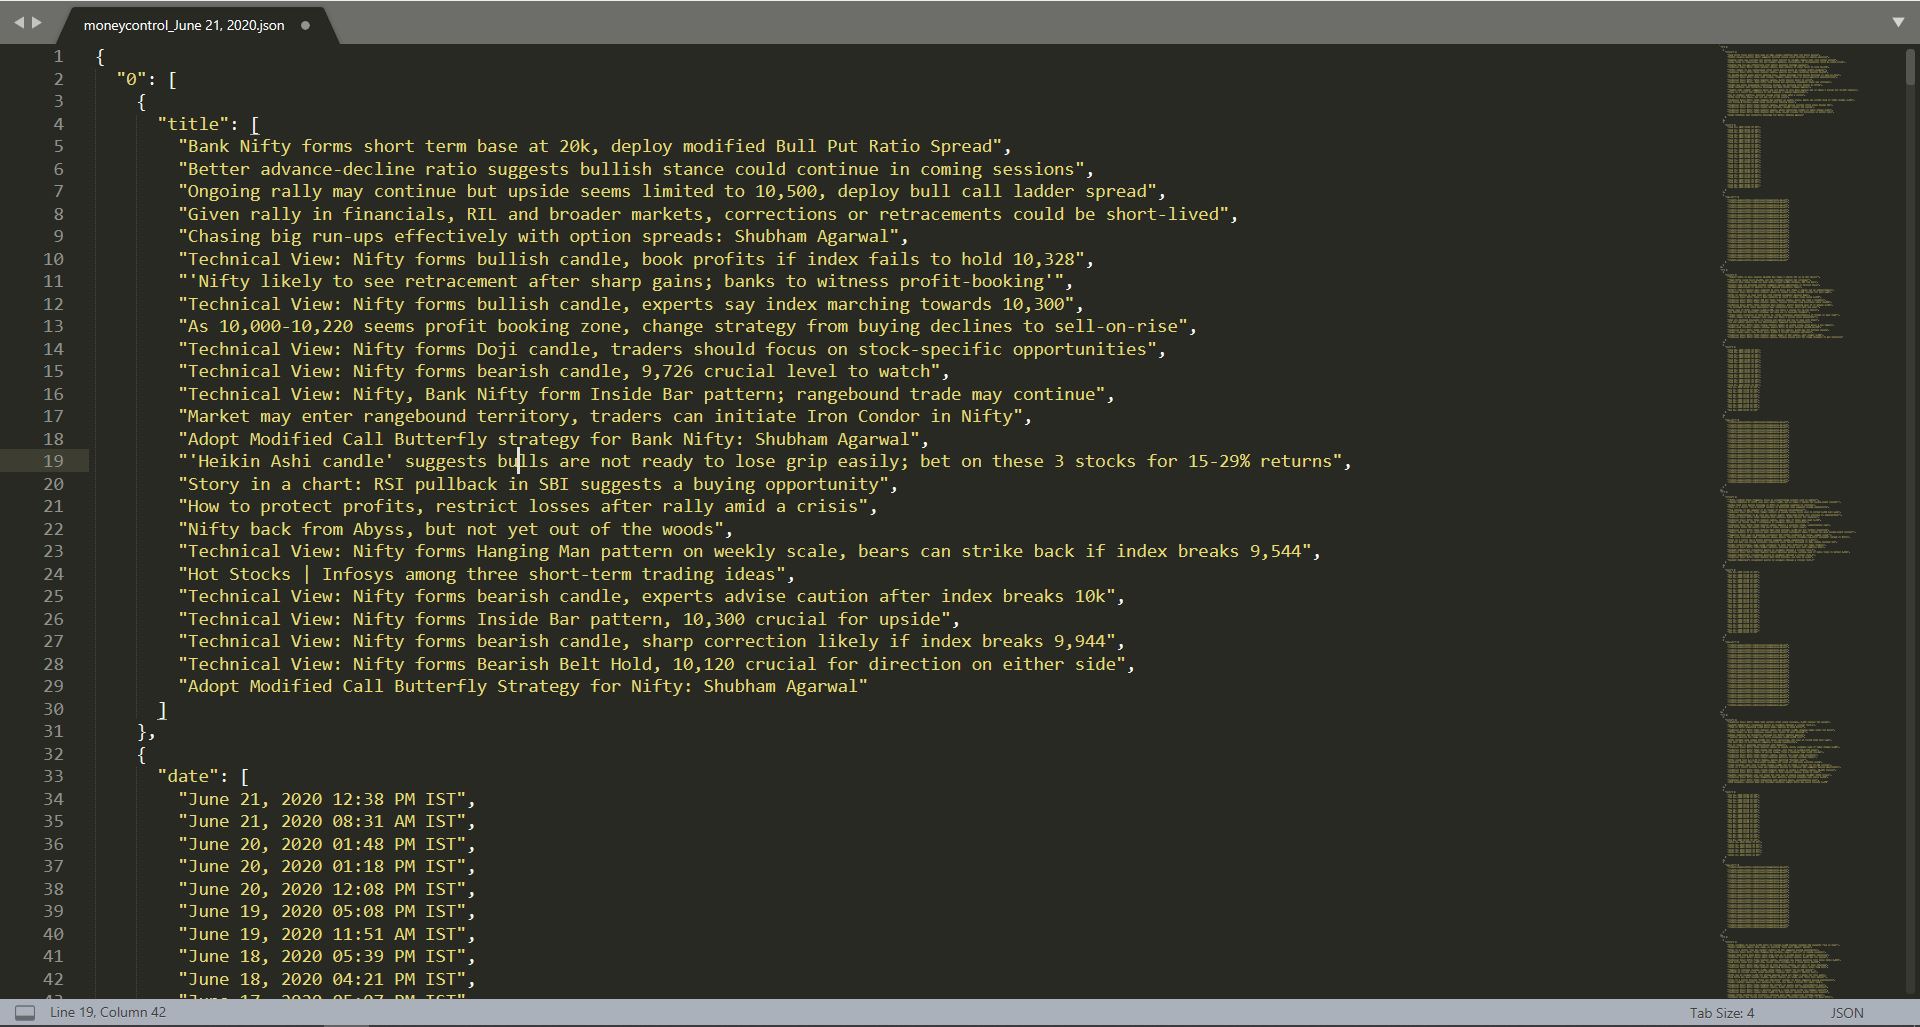 moneycontrol_June 21, 2020.json
1 {
2 "0": [
3 {
4 "title": [
5 "Bank Nifty forms short term base at 20k, deploy modified Bull Put Ratio Spread",
6 "Better advance-decline ratio suggests bullish stance could continue in coming sessions",
7 "Ongoing rally may continue but upside seems limited to 10,500, deploy bull call ladder spread",
8 "Given rally in financials, RIL and broader markets, corrections or retracements could be short-lived",
9 "Chasing big run-ups effectively with option spreads: Shubham Agarwal",
10 "Technical View: Nifty forms bullish candle, book profits if index fails to hold 10,328",
11 "'Nifty likely to see retracement after sharp gains; banks to witness profit-booking'",
12 "Technical View: Nifty forms bullish candle, experts say index marching towards 10,300",
13 "As 10,000-10,220 seems profit booking zone, change strategy from buying declines to sell-on-rise",
14 "Technical View: Nifty forms Doji candle, traders should focus on stock-specific opportunities",
15 "Technical View: Nifty forms bearish candle, 9,726 crucial level to watch",
16 "Technical View: Nifty, Bank Nifty form Inside Bar pattern; rangebound trade may continue",
17 "Market may enter rangebound territory, traders can initiate Iron Condor in Nifty",
18 "Adopt Modified Call Butterfly strategy for Bank Nifty: Shubham Agarwal",
19 "'Heikin Ashi candle' suggests bulls are not ready to lose grip easily; bet on these 3 stocks for 15-29% returns",
20 "Story in a chart: RSI pullback in SBI suggests a buying opportunity",
21 "How to protect profits, restrict losses after rally amid a crisis",
22 "Nifty back from Abyss, but not yet out of the woods",
23 "Technical View: Nifty forms Hanging Man pattern on weekly scale, bears can strike back if index breaks 9,544",
24 "Hot Stocks | Infosys among three short-term trading ideas",
25 "Technical View: Nifty forms bearish candle, experts advise caution after index breaks 10k",
26 "Technical View: Nifty forms Inside Bar pattern, 10,300 crucial for upside",
27 "Technical View: Nifty forms bearish candle, sharp correction likely if index breaks 9,944",
28 "Technical View: Nifty forms Bearish Belt Hold, 10,120 crucial for direction on either side",
29 "Adopt Modified Call Butterfly Strategy for Nifty: Shubham Agarwal"
30 ]
31 },
32 {
33 "date": [
34 "June 21, 2020 12:38 PM IST",
35 "June 21, 2020 08:31 AM IST",
36 "June 20, 2020 01:48 PM IST",
37 "June 20, 2020 01:18 PM IST",
38 "June 20, 2020 12:08 PM IST",
39 "June 19, 2020 05:08 PM IST",
40 "June 19, 2020 11:51 AM IST",
41 "June 18, 2020 05:39 PM IST",
42 "June 18, 2020 04:21 PM IST",
Line 19, Column 42
Tab Size: 4
JSON